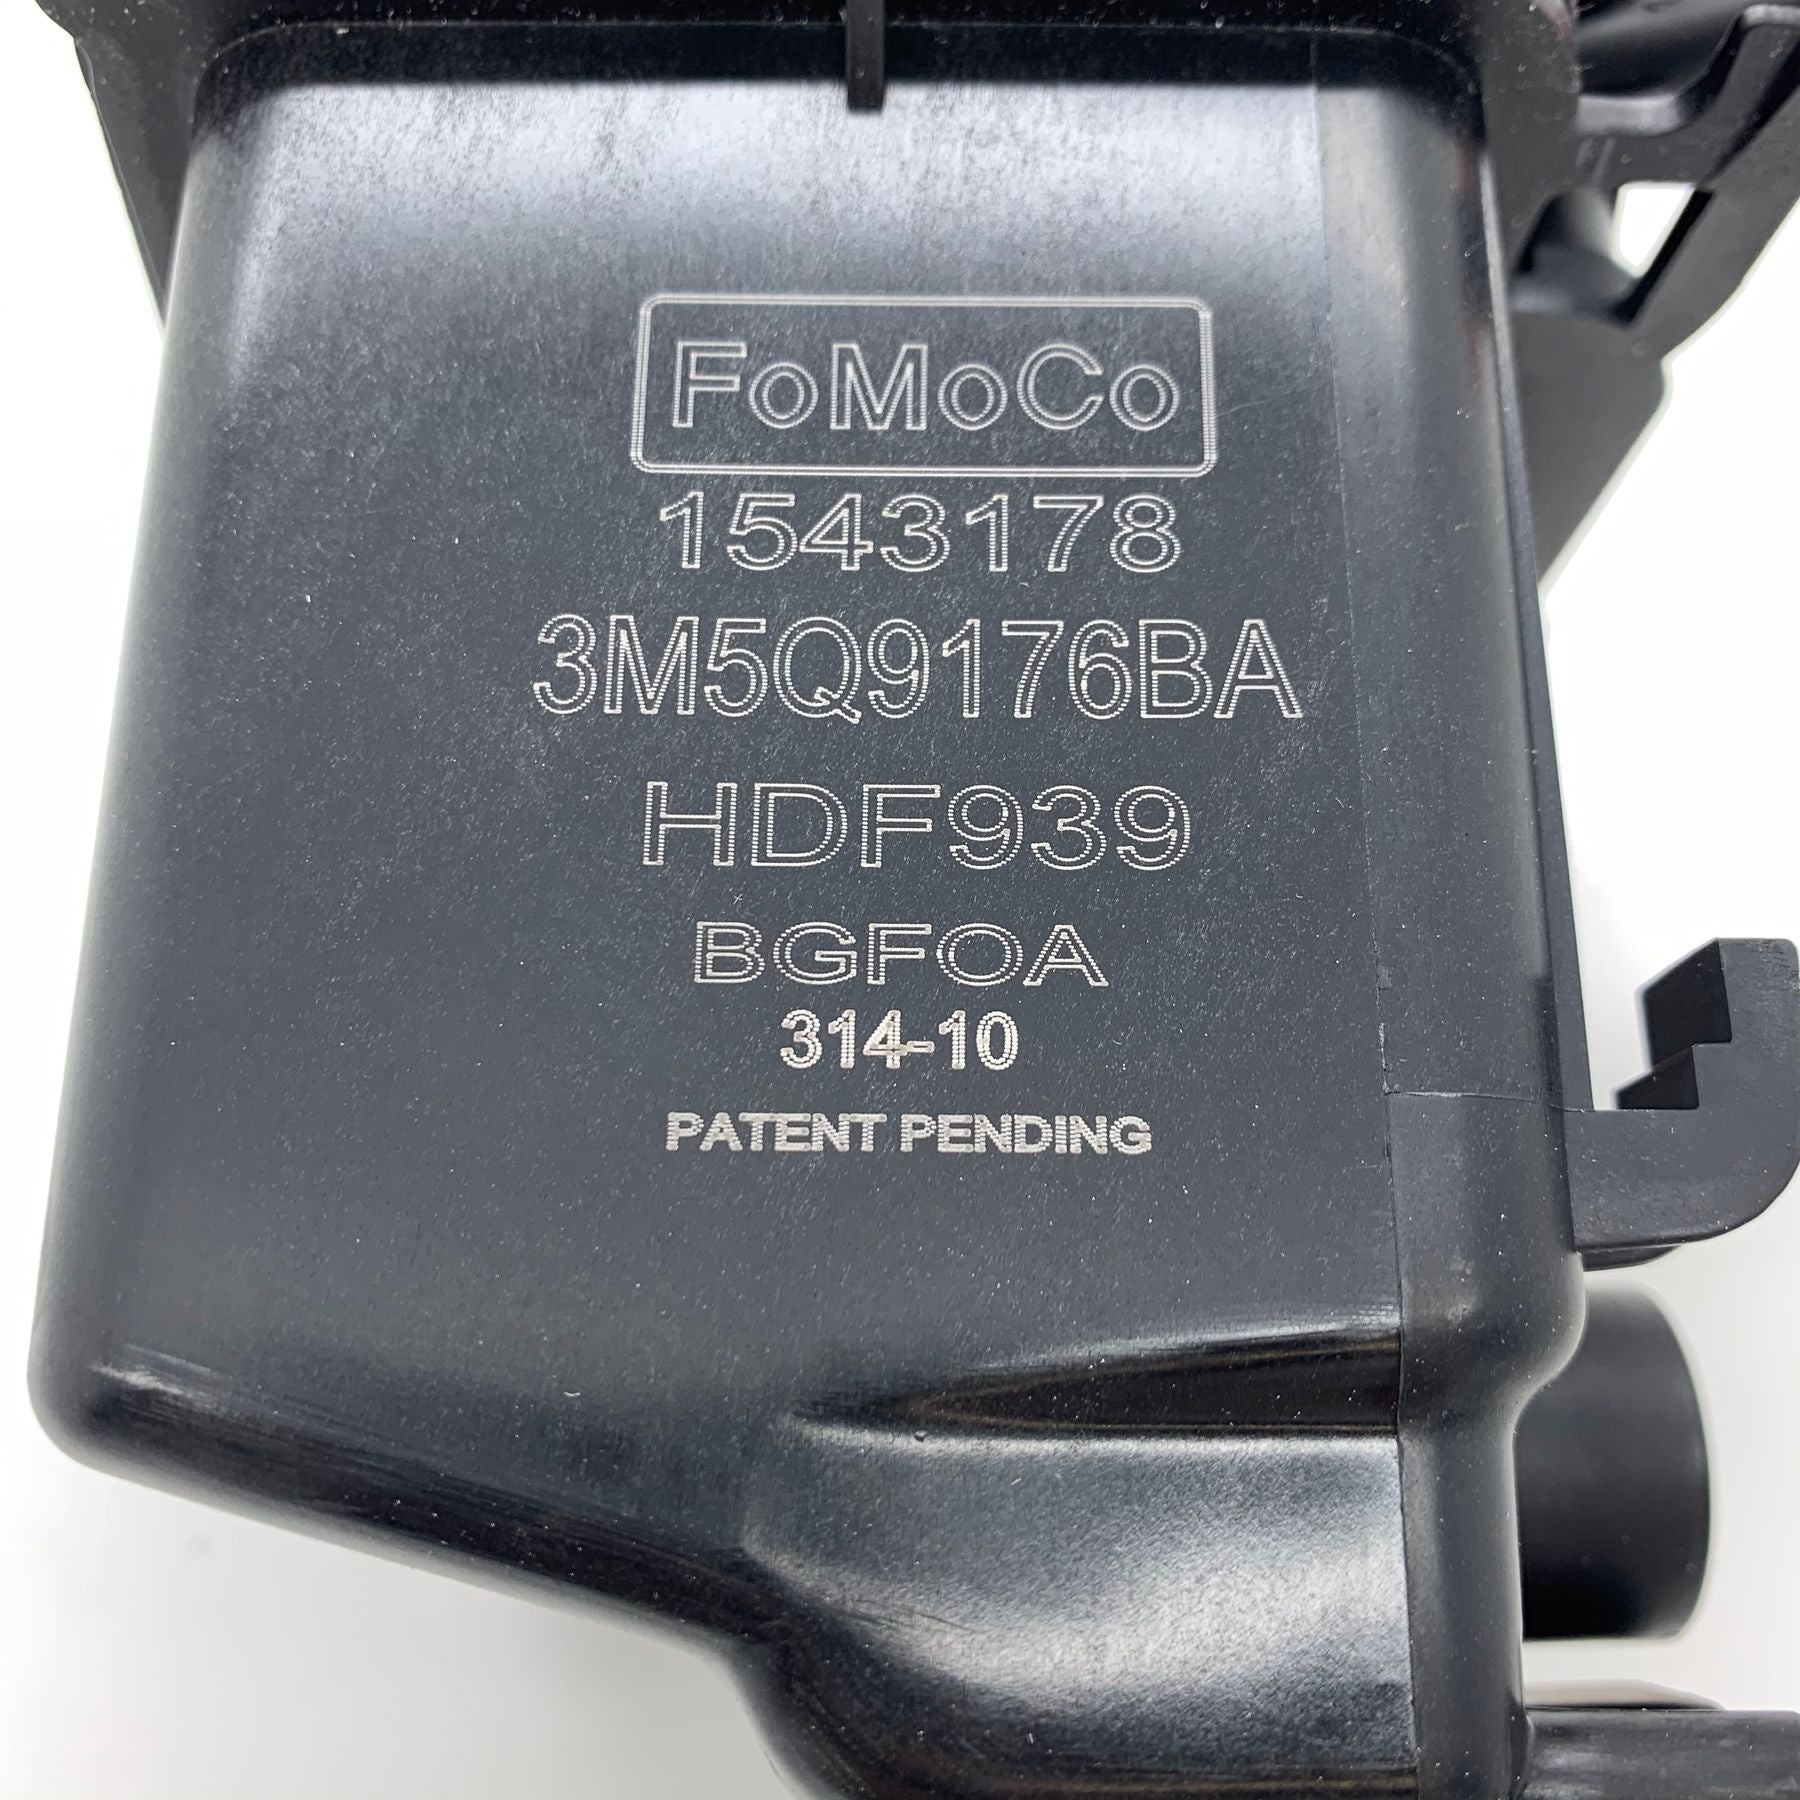 FoMoCo
1543178
3M5Q9176BA
HDF939
BGFOA
314-10
PATENT PENDING